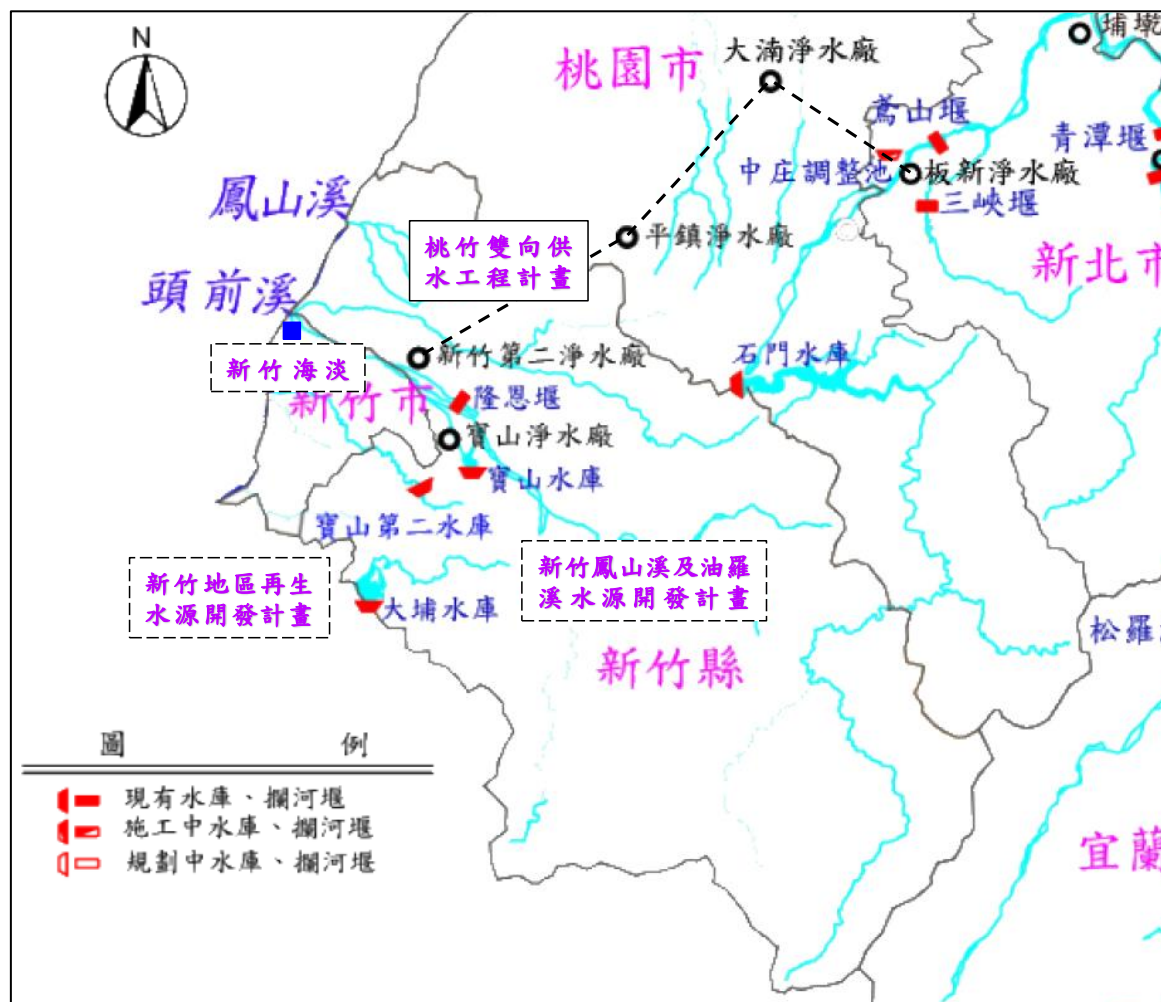 N
桃園市
大湳淨水廠
鳶山堰
青潭堰
中庄調整池
板新淨水廠
三峽堰
鳳山溪
桃竹雙向供
水工程計畫
平鎮淨水廠
新北市
頭前溪
新竹海淡
新竹第二淨水廠
石門水庫
新竹市
隆恩堰
寶山淨水廠
寶山水庫
寶山第二水庫
新竹地區再生
水源開發計畫
新竹鳳山溪及油羅
溪水源開發計畫
大埔水庫
松羅
新竹縣
圖 例
現有水庫、攔河堰
施工中水庫、攔河堰
規劃中水庫、攔河堰
宜蘭